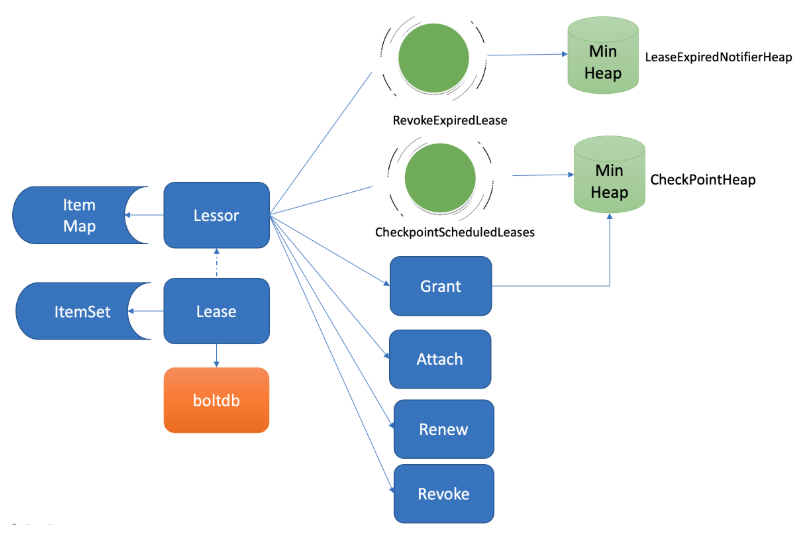 Min
Heap
LeaseExpiredNotifierHeap
RevokeExpiredLease
Min
Heap
CheckPointHeap
Item
Map
Lessor
CheckpointScheduledLeases
Grant
ItemSet
Lease
Attach
boltdb
Renew
Revoke